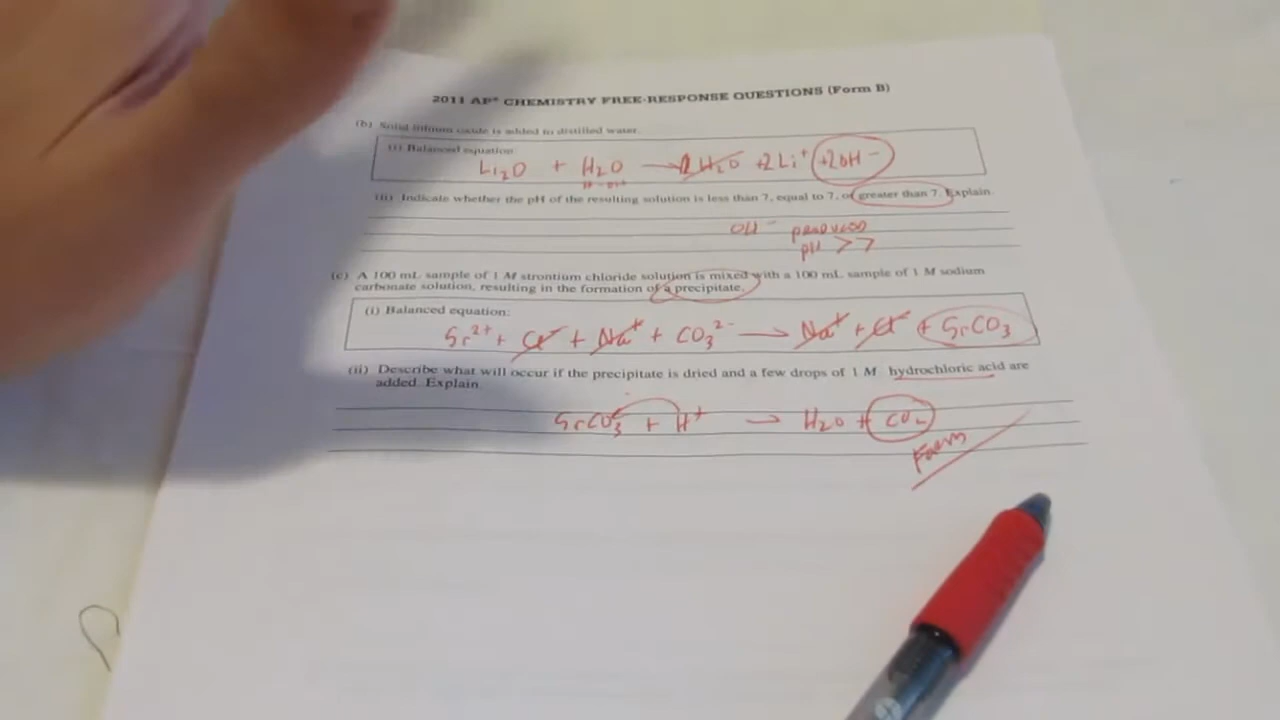 2011 AP® CHEMISTRY FREE-RESPONSE QUESTIONS (Form B)
(b) Solid lithium oxide is added to distilled water.
(i) Balanced equation:
Li₂O + H₂O → 2 H₂O + 2 Li⁺ + 2OH⁻
(ii) Indicate whether the pH of the resulting solution is less than 7, equal to 7, or greater than 7. Explain.
OH⁻ produced
pH > 7
(c) A 100 mL sample of 1 M strontium chloride solution is mixed with a 100 mL sample of 1 M sodium
carbonate solution, resulting in the formation of a precipitate.
(i) Balanced equation:
Sr²⁺ + Cl⁻ + Na⁺ + CO₃²⁻ → Na⁺ + Cl⁻ + SrCO₃
(ii) Describe what will occur if the precipitate is dried and a few drops of 1 M hydrochloric acid are
added. Explain.
SrCO₃ + H⁺ → H₂O + CO₂